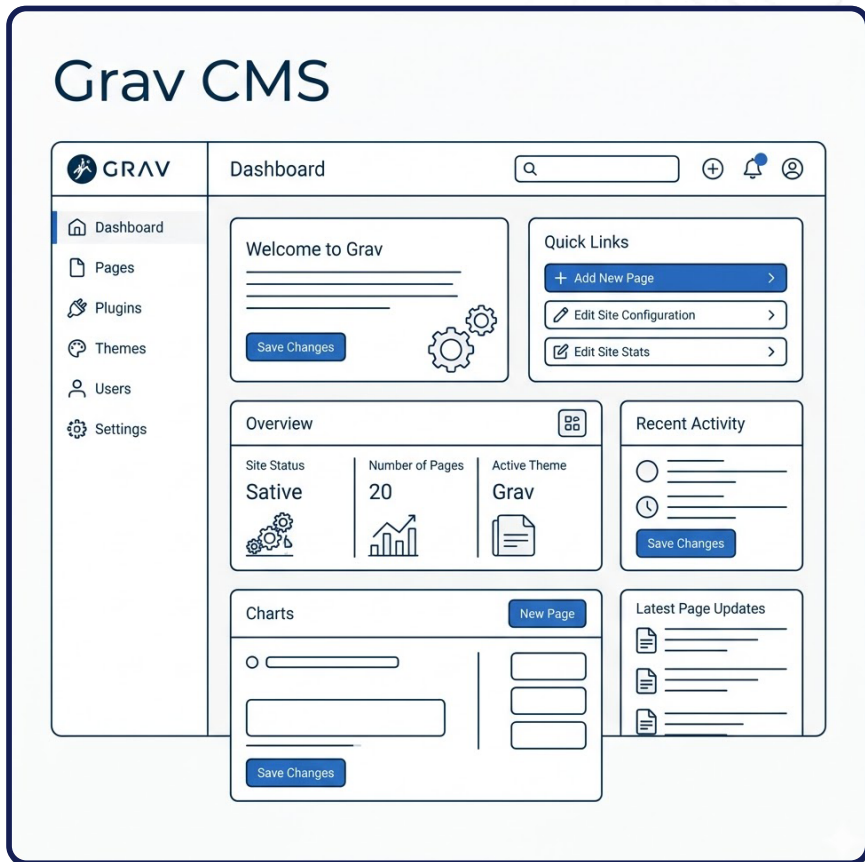 Grav CMS
GRAV
Dashboard
Dashboard
Pages
Plugins
Themes
Users
Settings
Welcome to Grav
Save Changes
Quick Links
Add New Page
Edit Site Configuration
Edit Site Stats
Overview
Site Status
Sative
Number of Pages
20
Active Theme
Grav
Recent Activity
Save Changes
Charts
New Page
Save Changes
Latest Page Updates